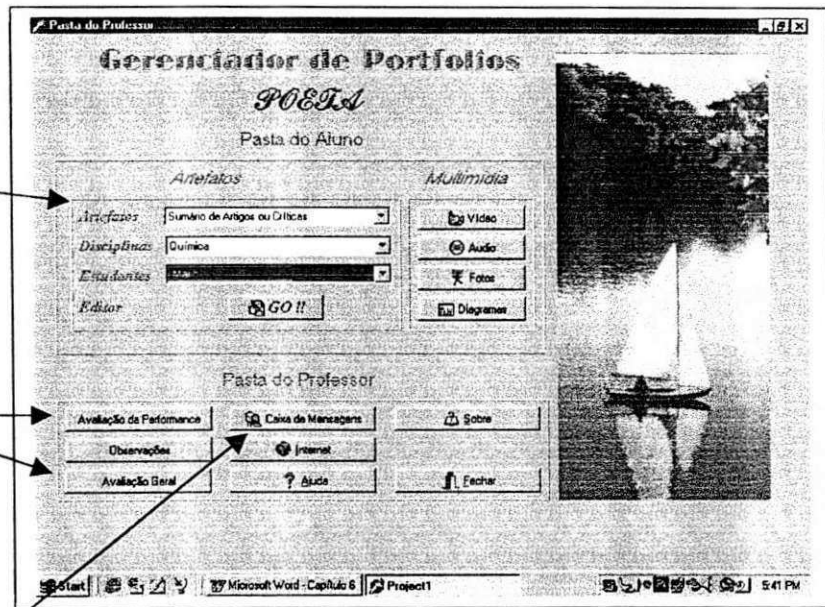 Pasta do Professor
Gerenciador de Portfolios
POETA
Pasta do Aluno
Artefatos
Multimídia
Artefatos Sumário de Artigos ou Críticas
Vídeo
Disciplinas Química
Audio
Estudantes
Fotos
Editor GO !!
Diagramas
Pasta do Professor
Avaliação da Performance Caixa de Mensagens Sobre
Observações Internet
Avaliação Geral Ajuda Fechar
Start Microsoft Word - Capítulo 6 Project1 5:41 PM